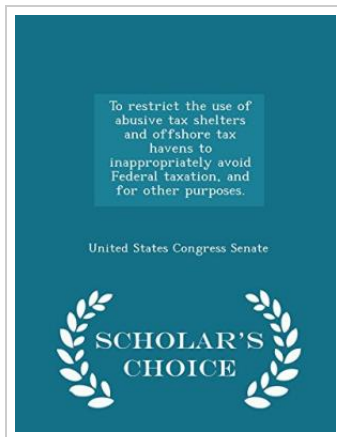 To restrict the use of
abusive tax shelters
and offshore tax
havens to
inappropriately avoid
Federal taxation, and
for other purposes.
United States Congress Senate
SCHOLAR'S
CHOICE